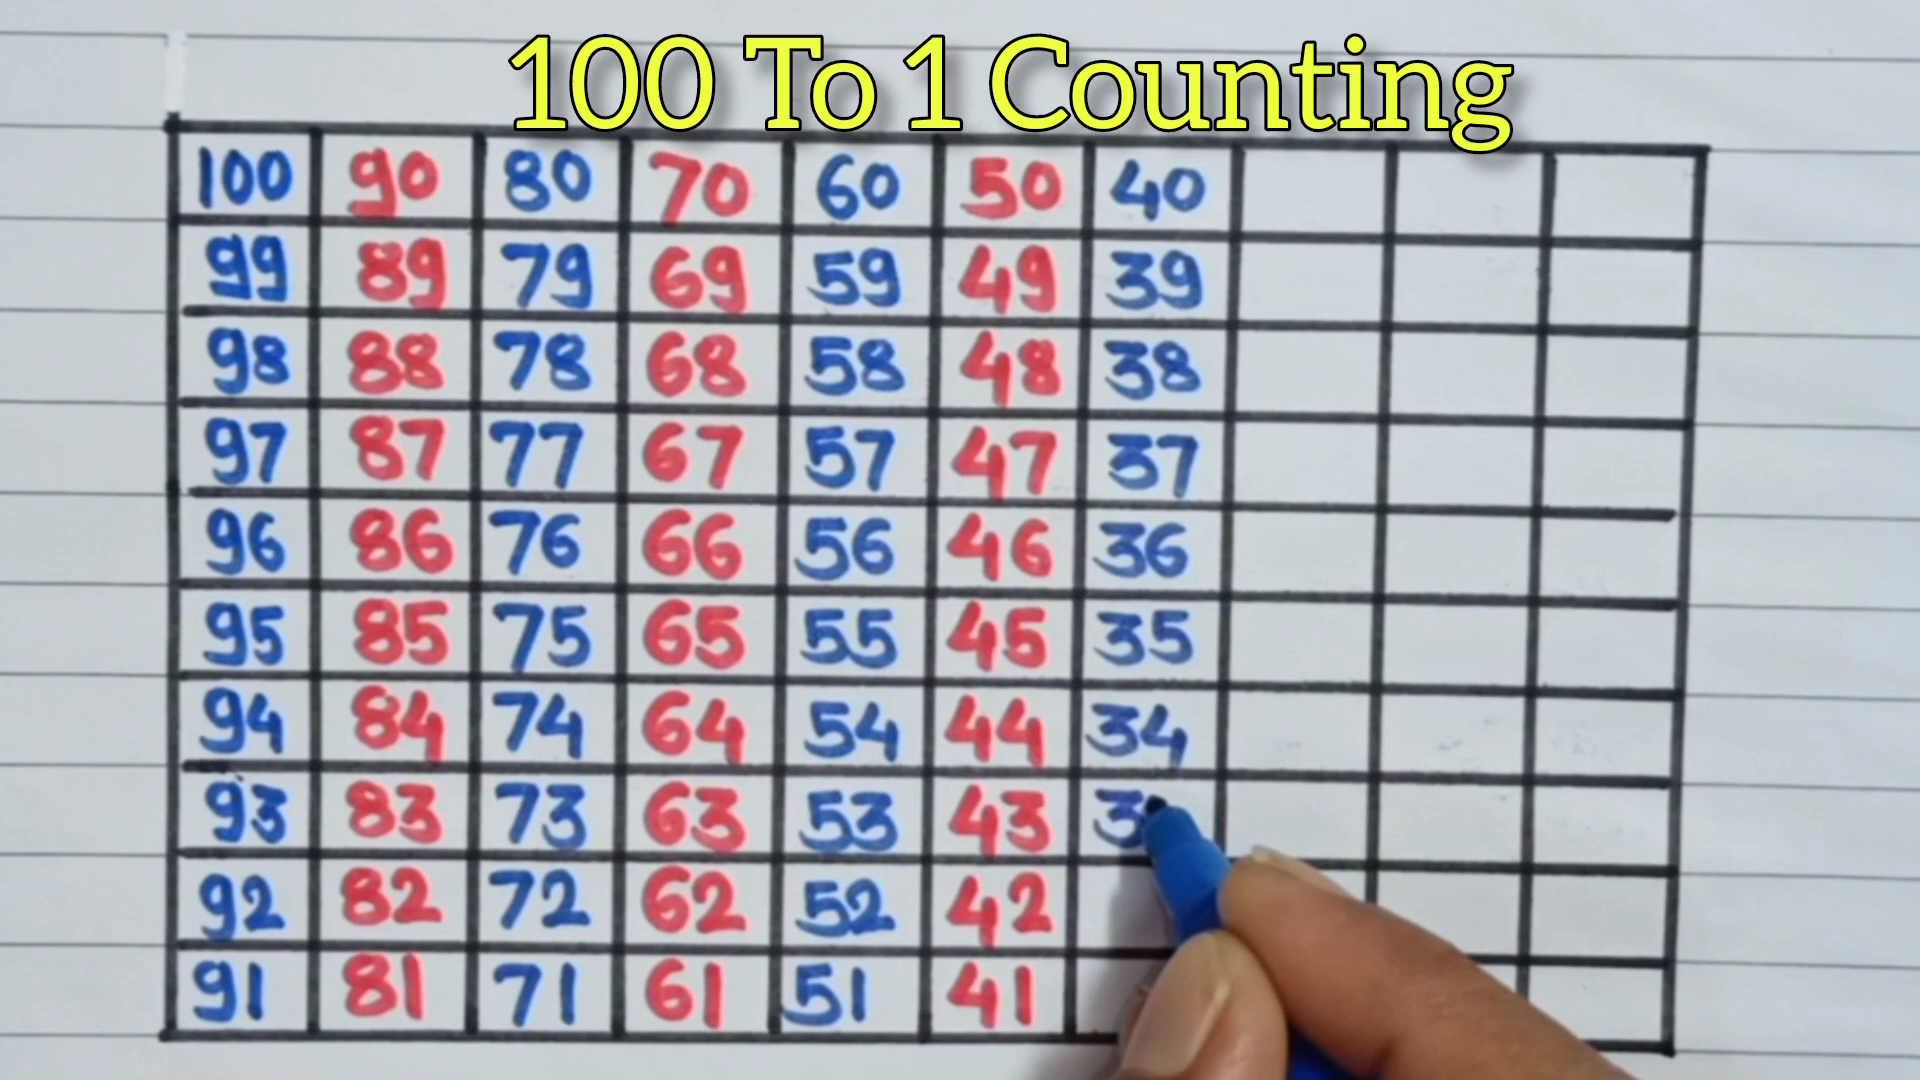 100 To 1 Counting
100 90 80 70 60 50 40
99 89 79 69 59 49 39
98 88 78 68 58 48 38
97 87 77 67 57 47 37
96 86 76 66 56 46 36
95 85 75 65 55 45 35
94 84 74 64 54 44 34
93 83 73 63 53 43 3
92 82 72 62 52 42
91 81 71 61 51 41